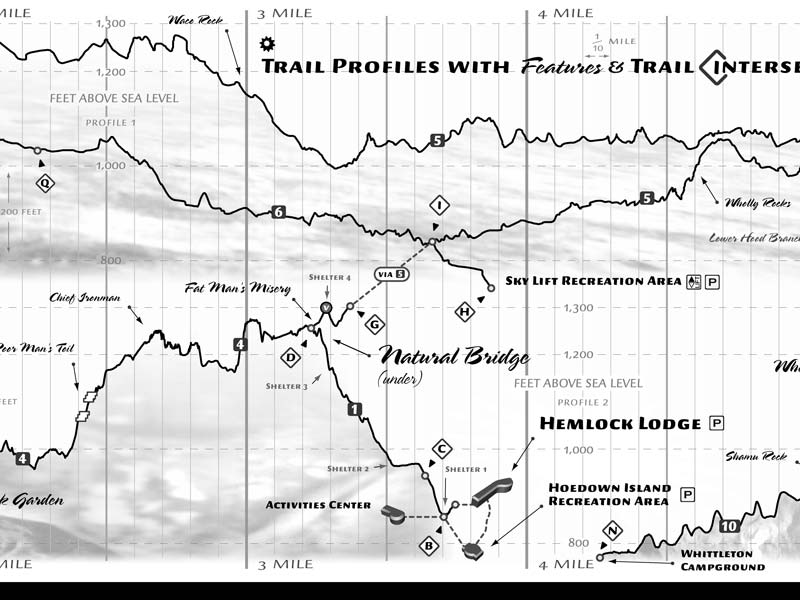 3 MILE
4 MILE
Waco Rock
1,300
1/10 MILE
TRAIL PROFILES WITH Features & TRAIL INTERSE
1,200
FEET ABOVE SEA LEVEL
PROFILE 1
5
1,000
Q
I
6
5
Wholly Rocks
200 FEET
Lower Hood Branch
800
VIA 5
SHELTER 4
SKY LIFT RECREATION AREA P
Fat Man's Misery
Chief Ironman
V
H
1,300
G
4
D
Natural Bridge
(under)
1,200
Poor Man's Toil
SHELTER 3
FEET ABOVE SEA LEVEL
FEET
PROFILE 2
1
HEMLOCK LODGE P
C
1,000
4
SHELTER 2
SHELTER 1
Shamu Rock
k Garden
ACTIVITIES CENTER
HOEDOWN ISLAND
RECREATION AREA P
N
10
B
800
WHITTLETON
CAMPGROUND
MILE
3 MILE
4 MILE